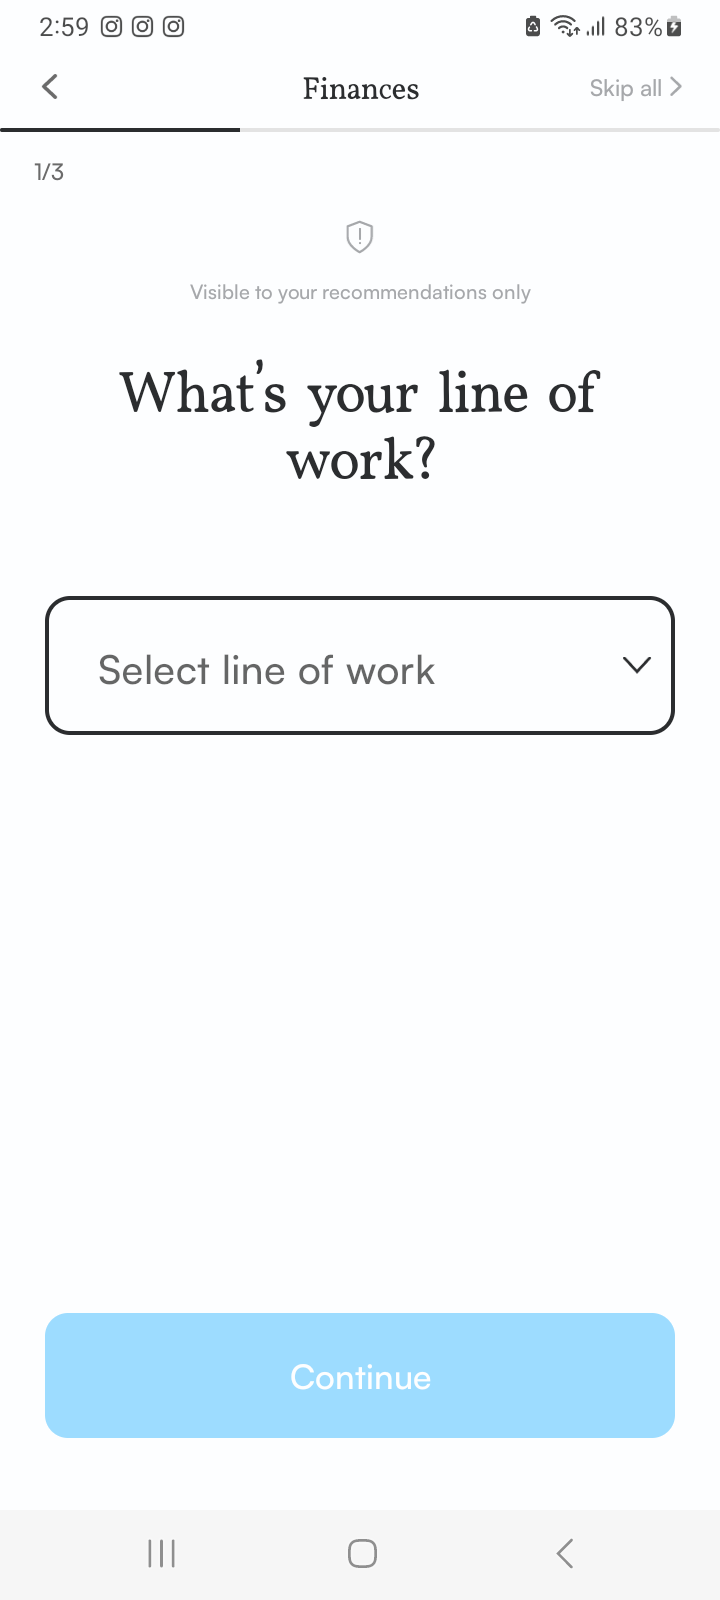 2:59 83%
Finances Skip all
1/3
Visible to your recommendations only
What's your line of
work?
Select line of work
Continue